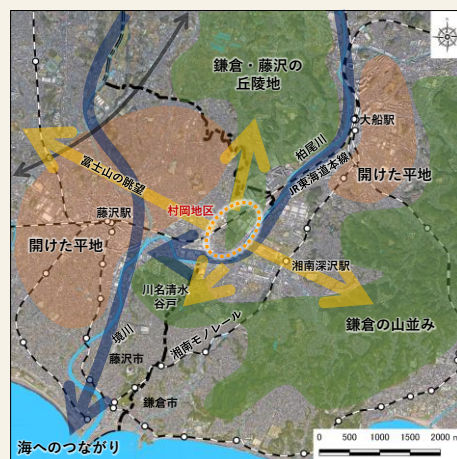 鎌倉・藤沢の
丘陵地
大船駅
柏尾川
JR東海道本線
開けた平地
富士山の眺望
村岡地区
藤沢駅
開けた平地
湘南深沢駅
川名清水
谷戸
鎌倉の山並み
湘南モノレール
境川
藤沢市
鎌倉市
海へのつながり
0 500 1000 1500 2000 m